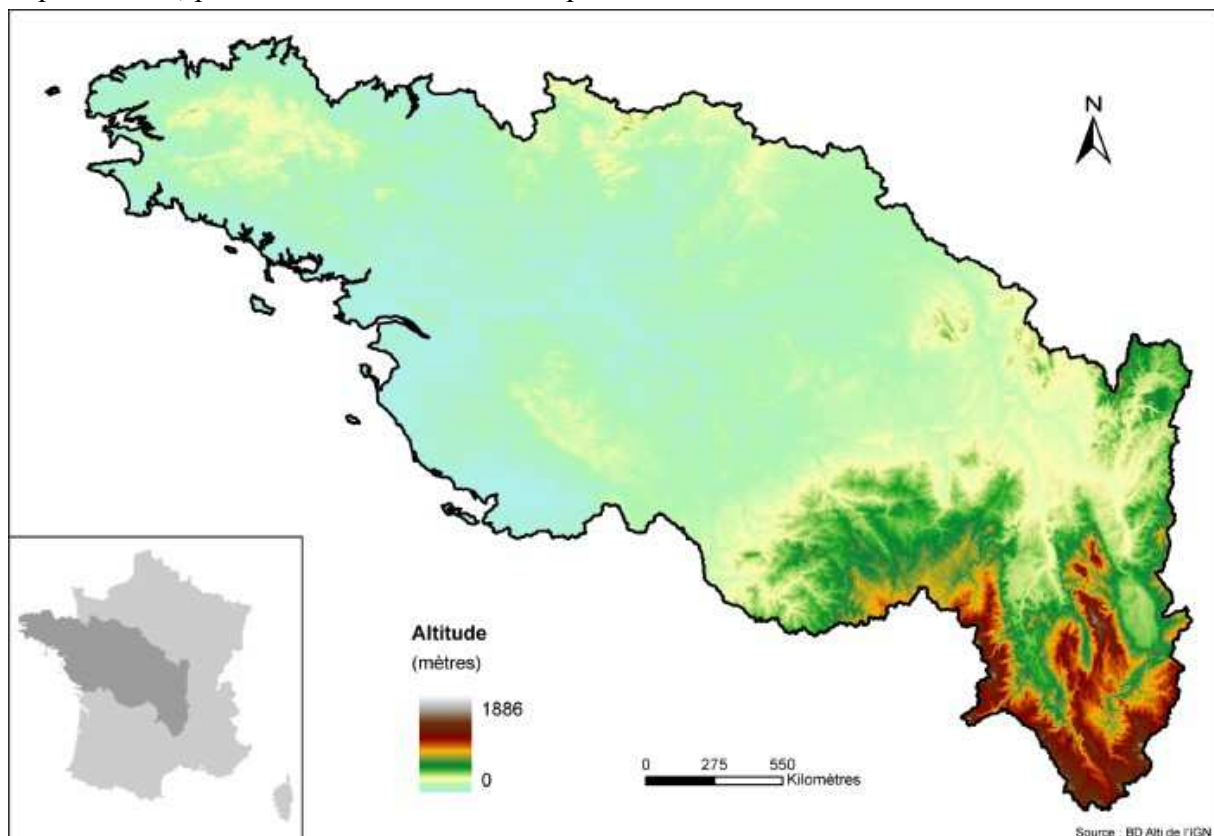 N
Altitude
(mètres)
1886
0
0 275 550
Kilomètres
Source : BD Alti de l'IGN